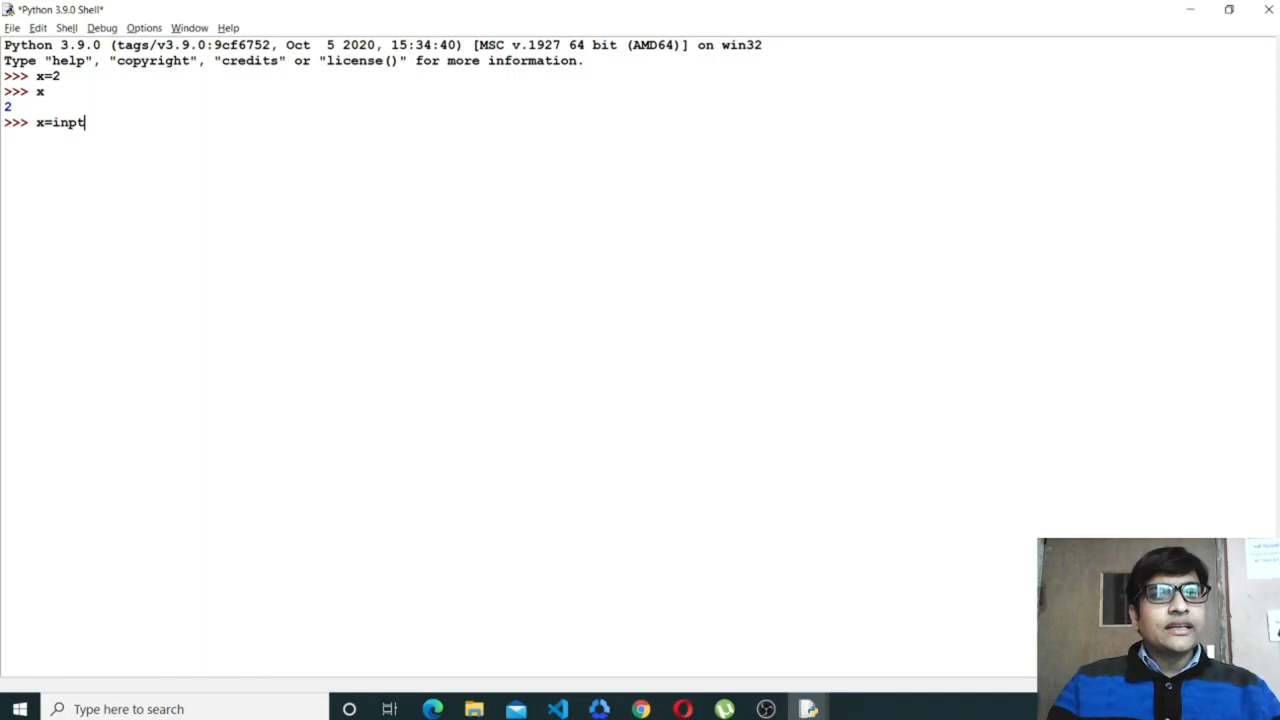 *Python 3.9.0 Shell*
File Edit Shell Debug Options Window Help
Python 3.9.0 (tags/v3.9.0:9cf6752, Oct  5 2020, 15:34:40) [MSC v.1927 64 bit (AMD64)] on win32
Type "help", "copyright", "credits" or "license()" for more information.
>>> x=2
>>> x
2
>>> x=inpt
Type here to search